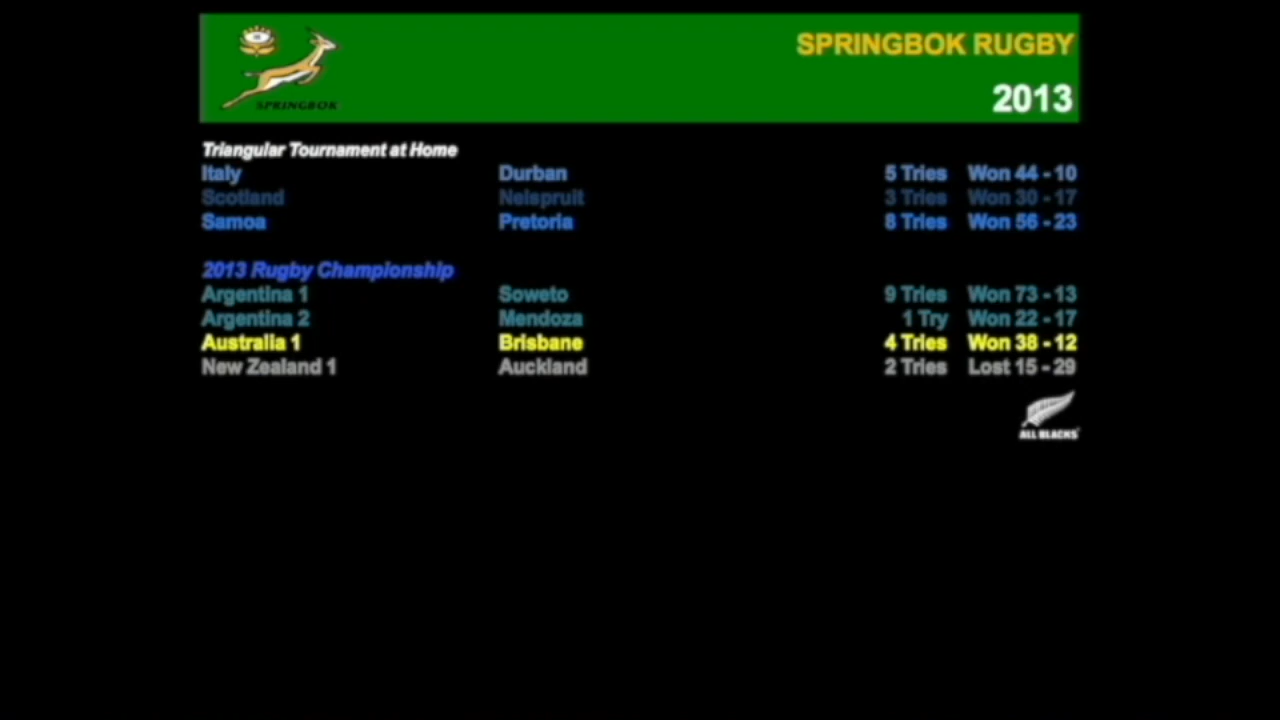 SPRINGBOK
SPRINGBOK RUGBY
2013
Triangular Tournament at Home
Italy Durban 5 Tries Won 44 - 10
Scotland Nelspruit 3 Tries Won 30 - 17
Samoa Pretoria 8 Tries Won 56 - 23
2013 Rugby Championship
Argentina 1 Soweto 9 Tries Won 73 - 13
Argentina 2 Mendoza 1 Try Won 22 - 17
Australia 1 Brisbane 4 Tries Won 38 - 12
New Zealand 1 Auckland 2 Tries Lost 15 - 29
ALL BLACKS